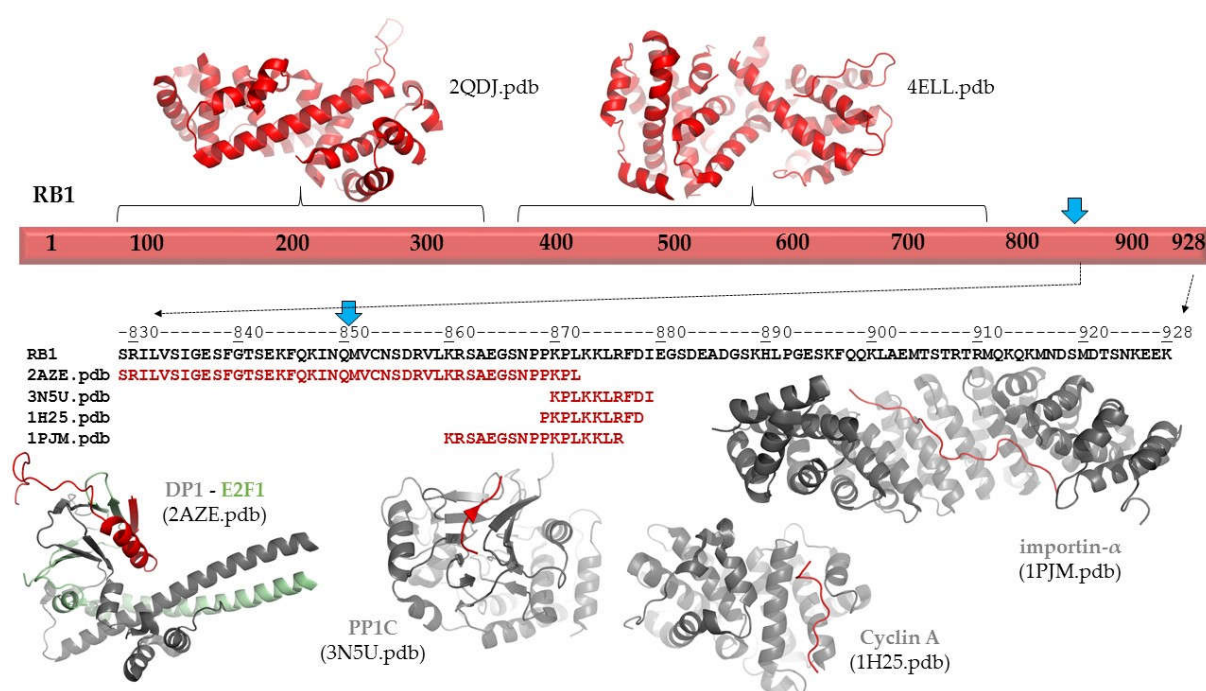 2QDJ.pdb
4ELL.pdb
RB1
1 100 200 300 400 500 600 700 800 900 928
–830–––––––840–––––––850–––––––860–––––––870–––––––880–––––––890–––––––900–––––––910–––––––920–––––928
RB1 SRILVSIGESFGTSEKFQKINQMVCNSDRVLKRSAEGSNPPKPLKKLRFDIEGSDEADGSKHLPGESKFQQKLAEMTSTRTRMQKQKMNDSMDTSNKEEK
2AZE.pdb SRILVSIGESFGTSEKFQKINQMVCNSDRVLKRSAEGSNPPKPL
3N5U.pdb KPLKKLRFDI
1H25.pdb PKPLKKLRFD
1PJM.pdb KRSAEGSNPPKPLKKLR
DP1 - E2F1
(2AZE.pdb)
PP1C
(3N5U.pdb)
Cyclin A
(1H25.pdb)
importin-α
(1PJM.pdb)